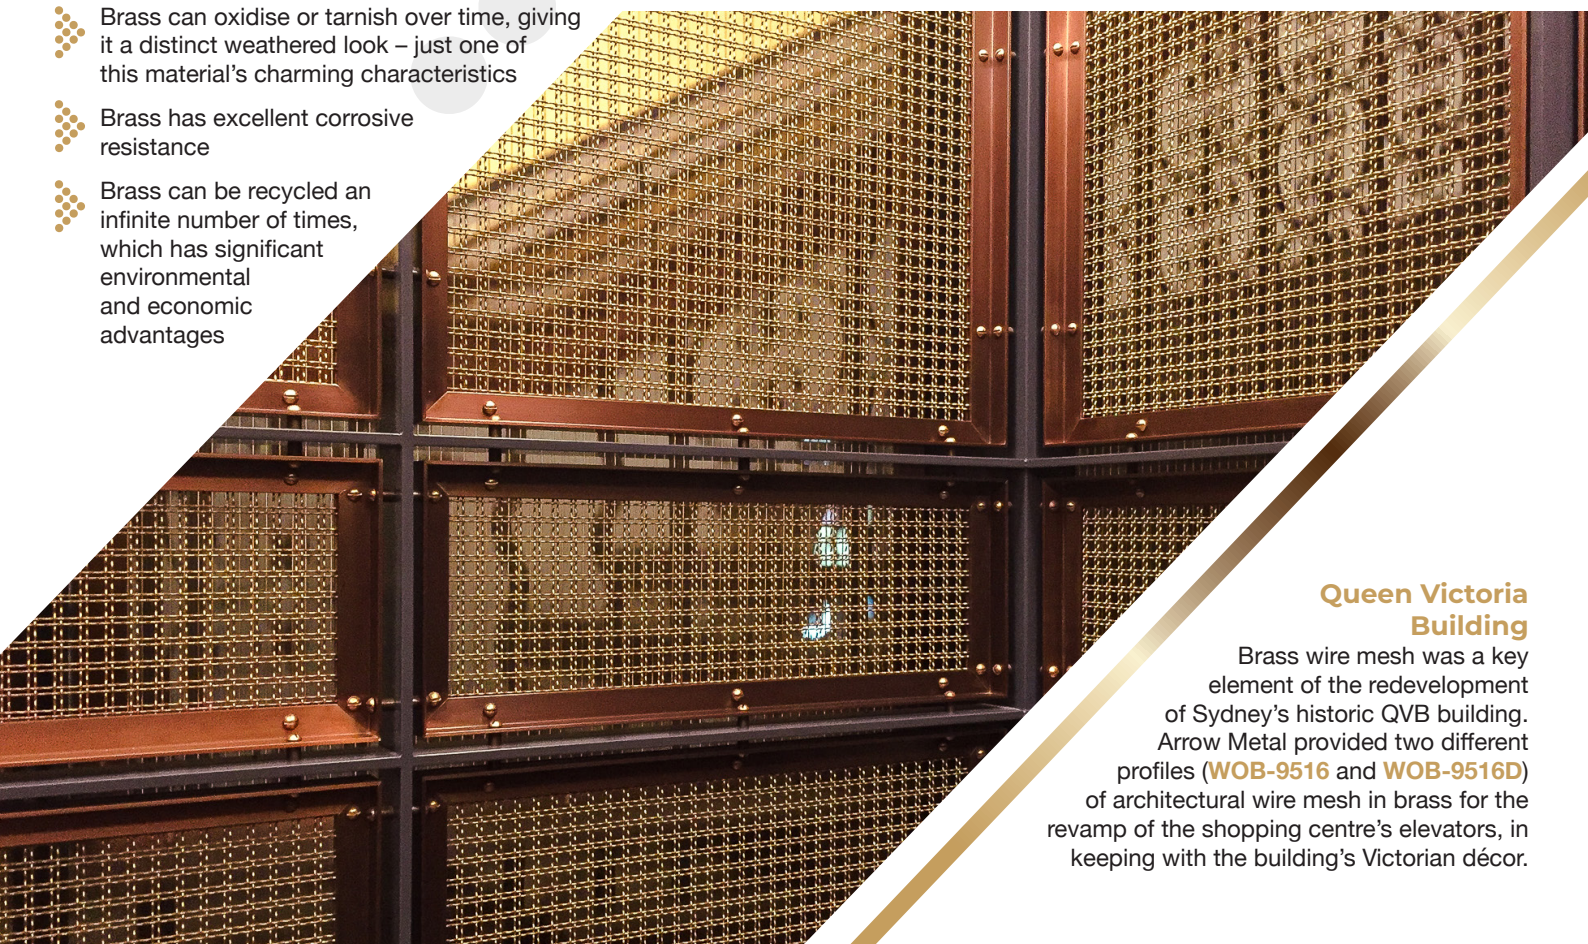 Brass can oxidise or tarnish over time, giving
it a distinct weathered look – just one of
this material’s charming characteristics
Brass has excellent corrosive
resistance
Brass can be recycled an
infinite number of times,
which has significant
environmental
and economic
advantages
Queen Victoria
Building
Brass wire mesh was a key
element of the redevelopment
of Sydney’s historic QVB building.
Arrow Metal provided two different
profiles (WOB-9516 and WOB-9516D)
of architectural wire mesh in brass for the
revamp of the shopping centre’s elevators, in
keeping with the building’s Victorian décor.